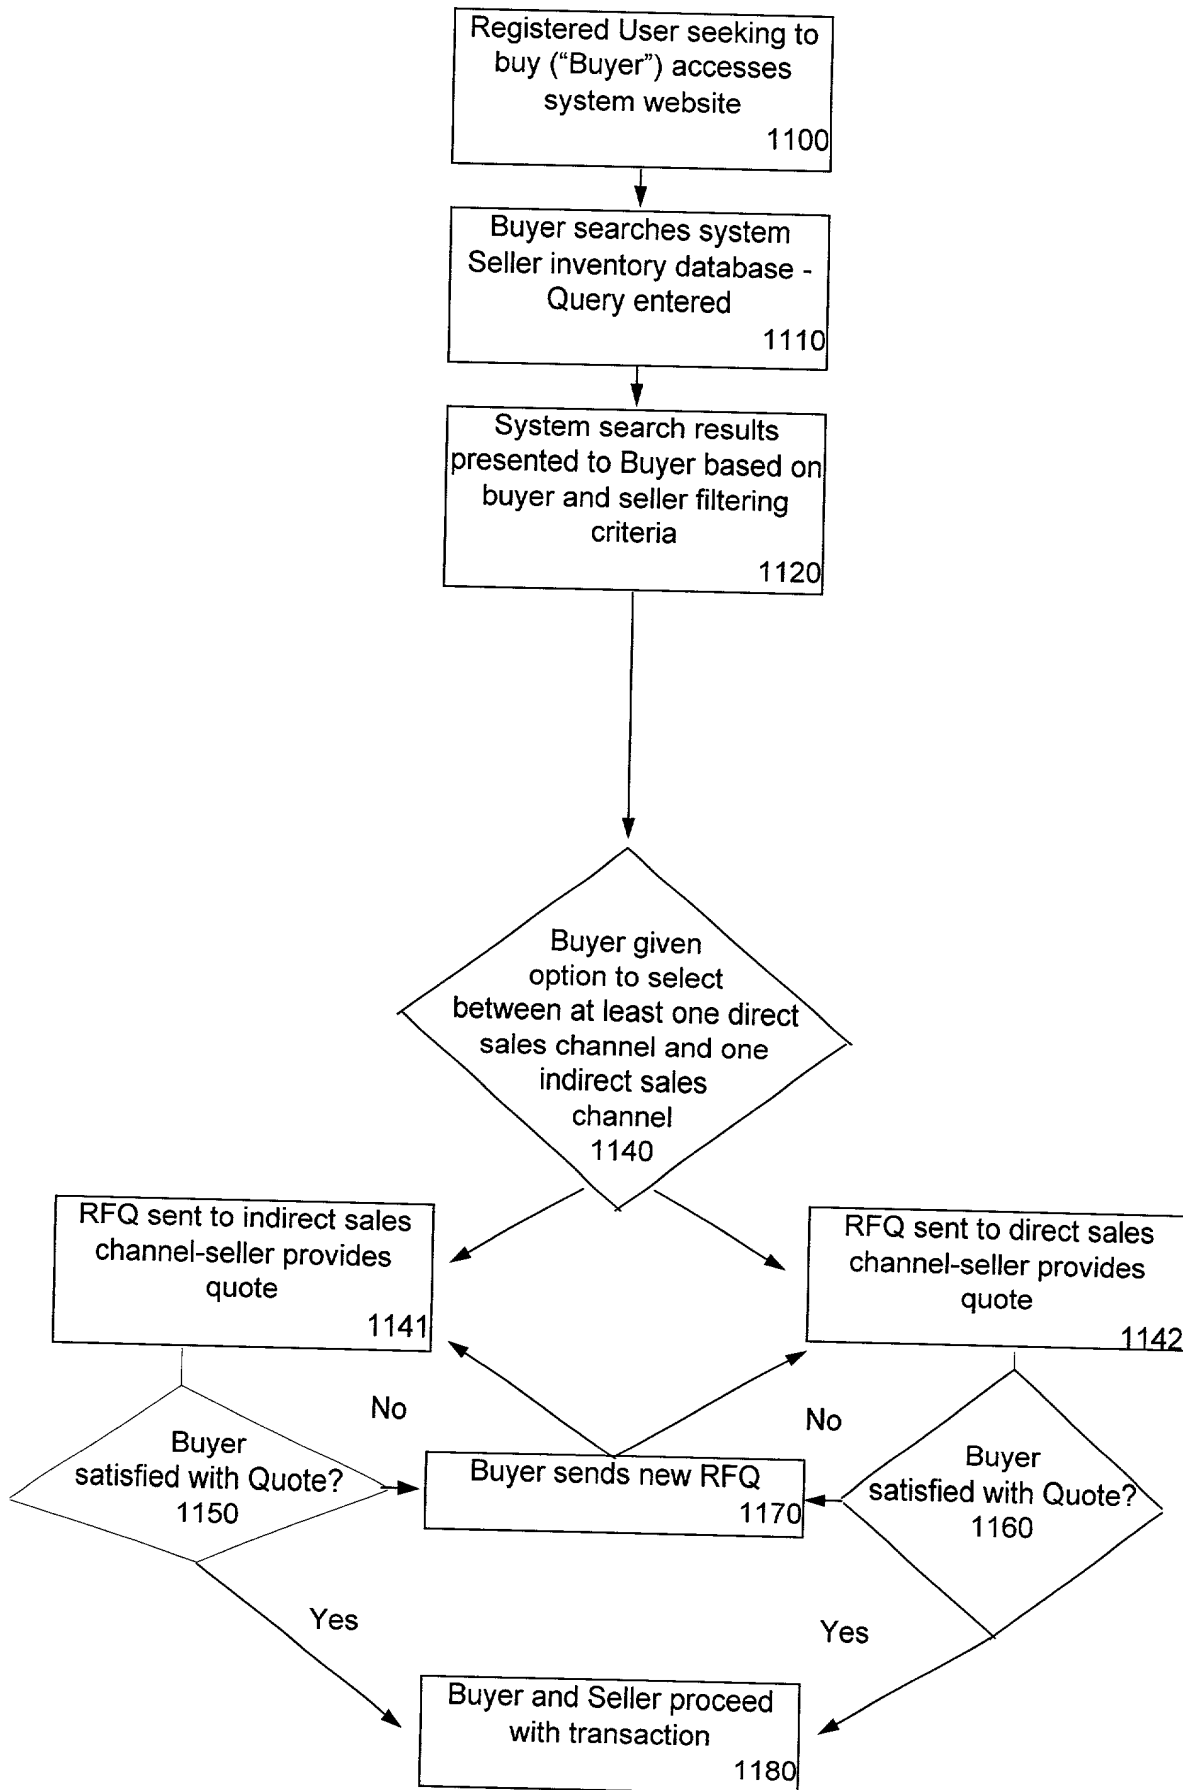 Registered User seeking to
buy (“Buyer”) accesses
system website
1100
Buyer searches system
Seller inventory database -
Query entered
1110
System search results
presented to Buyer based on
buyer and seller filtering
criteria
1120
Buyer given
option to select
between at least one direct
sales channel and one
indirect sales
channel
1140
RFQ sent to indirect sales
channel-seller provides
quote
1141
RFQ sent to direct sales
channel-seller provides
quote
1142
No
No
Buyer
satisfied with Quote?
1150
Buyer sends new RFQ
1170
Buyer
satisfied with Quote?
1160
Yes
Yes
Buyer and Seller proceed
with transaction
1180